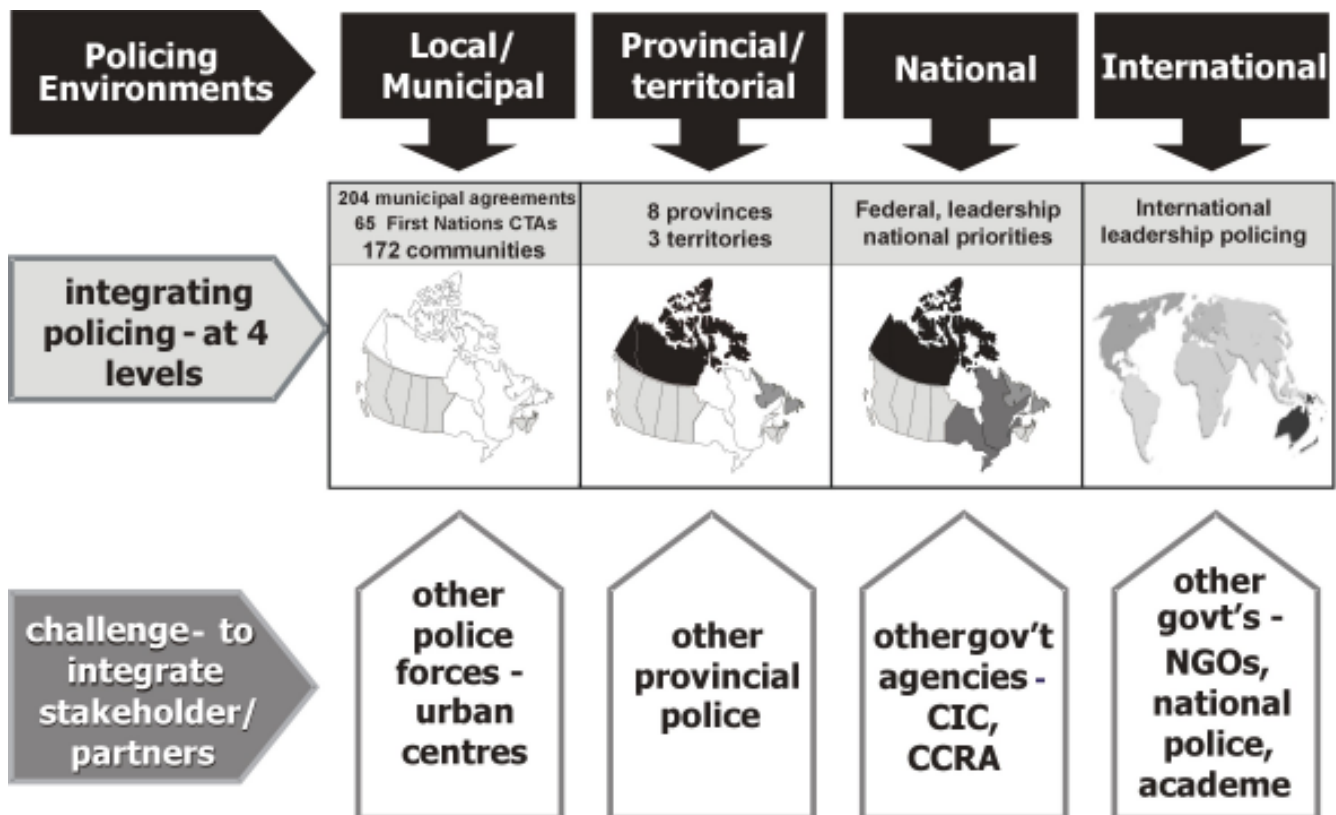 Policing
Environments
Local/
Municipal
Provincial/
territorial
National
International
204 municipal agreements
65 First Nations CTAs
172 communities
8 provinces
3 territories
Federal, leadership
national priorities
International
leadership policing
integrating
policing - at 4
levels
challenge- to
integrate
stakeholder/
partners
other
police
forces -
urban
centres
other
provincial
police
othergov't
agencies -
CIC,
CCRA
other
govt's -
NGOs,
national
police,
academe